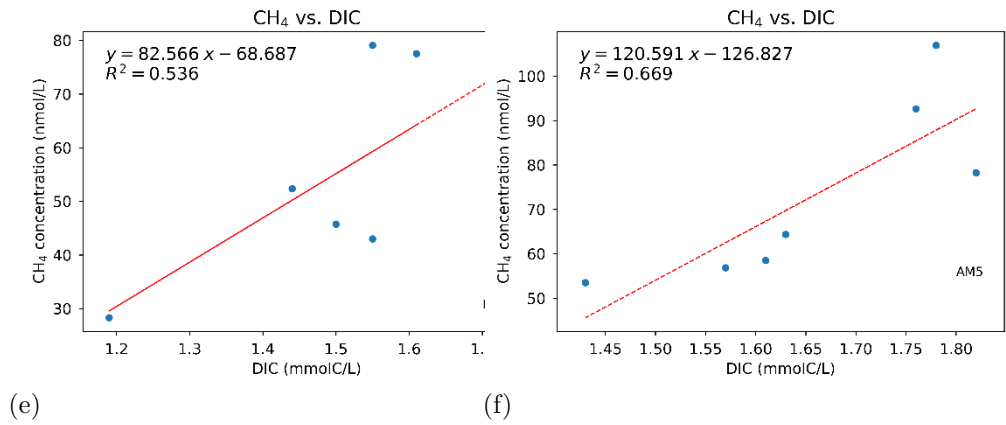 CH₄ vs. DIC
y = 82.566 x − 68.687
R² = 0.536
80
70
60
50
40
30
CH₄ concentration (nmol/L)
1.2
1.3
1.4
1.5
1.6
1.
DIC (mmolC/L)
(e)
CH₄ vs. DIC
y = 120.591 x − 126.827
R² = 0.669
100
90
80
70
60
50
CH₄ concentration (nmol/L)
AM5
1.45
1.50
1.55
1.60
1.65
1.70
1.75
1.80
DIC (mmolC/L)
(f)